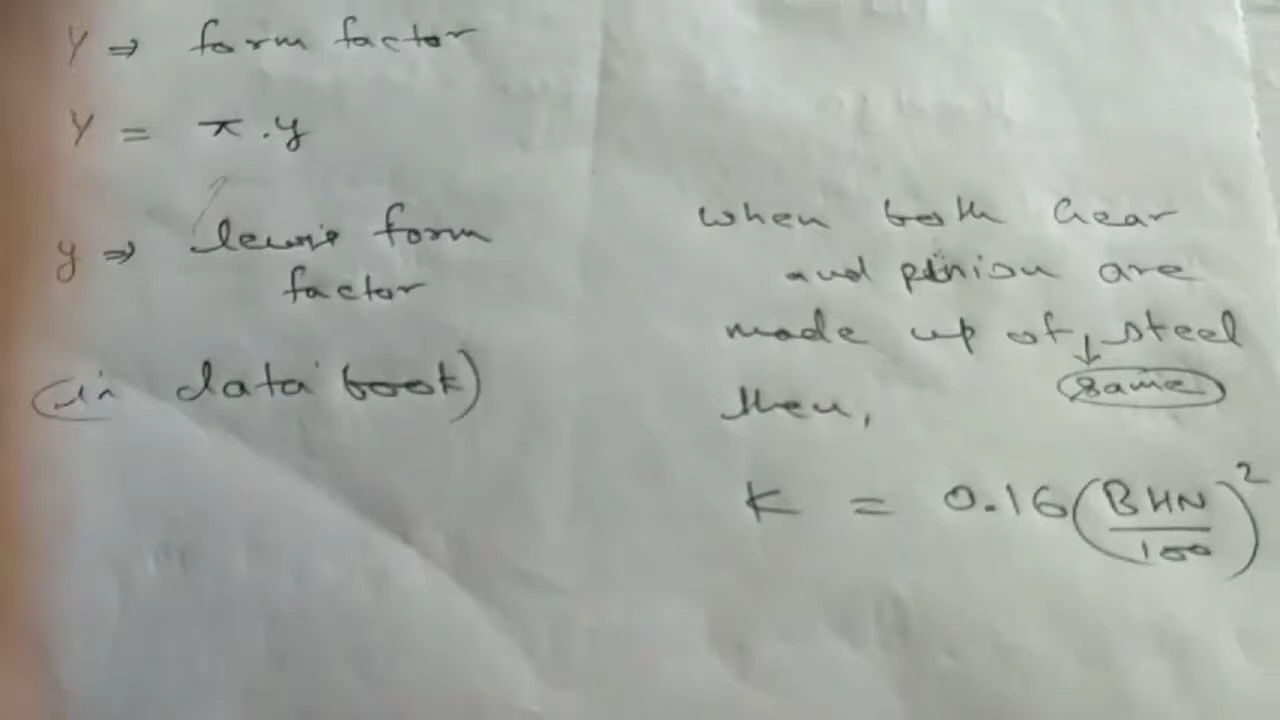 Y ⇒ form factor
Y = π.y
y ⇒ lewis form
factor
(in data book)
when both Gear
and pinion are
made up of ↓ steel
same
then,
K = 0.16(BHN/100)²